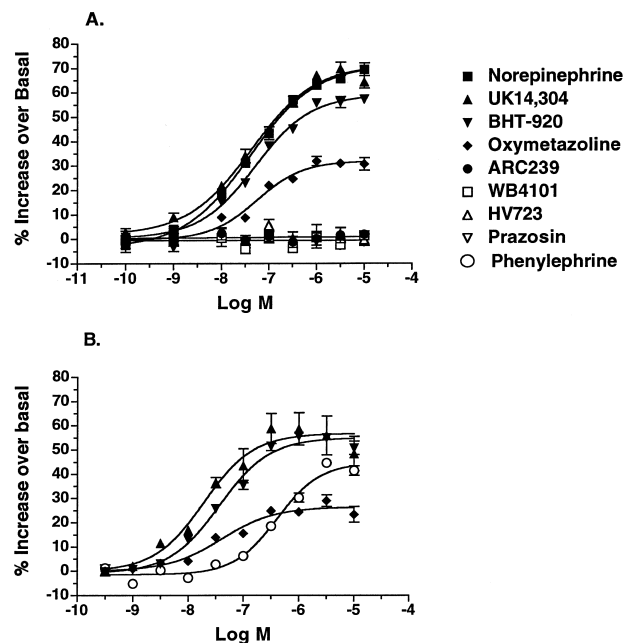 A.
% Increase over Basal
80
70
60
50
40
30
20
10
0
-10
-11 -10 -9 -8 -7 -6 -5 -4
Log M
Norepinephrine
UK14,304
BHT-920
Oxymetazoline
ARC239
WB4101
HV723
Prazosin
Phenylephrine
B.
% Increase over basal
80
70
60
50
40
30
20
10
0
-10
-10 -9 -8 -7 -6 -5 -4
Log M